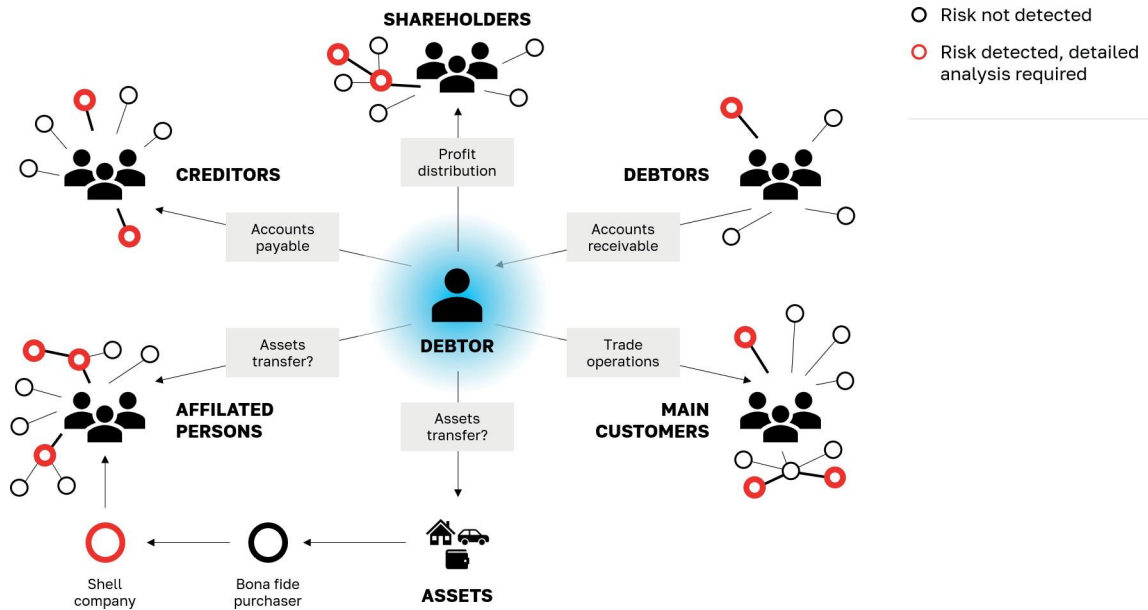 SHAREHOLDERS
Risk not detected
Risk detected, detailed
analysis required
Profit
distribution
CREDITORS
DEBTORS
Accounts
payable
Accounts
receivable
DEBTOR
Assets
transfer?
Trade
operations
AFFILATED
PERSONS
Assets
transfer?
MAIN
CUSTOMERS
Shell
company
Bona fide
purchaser
ASSETS